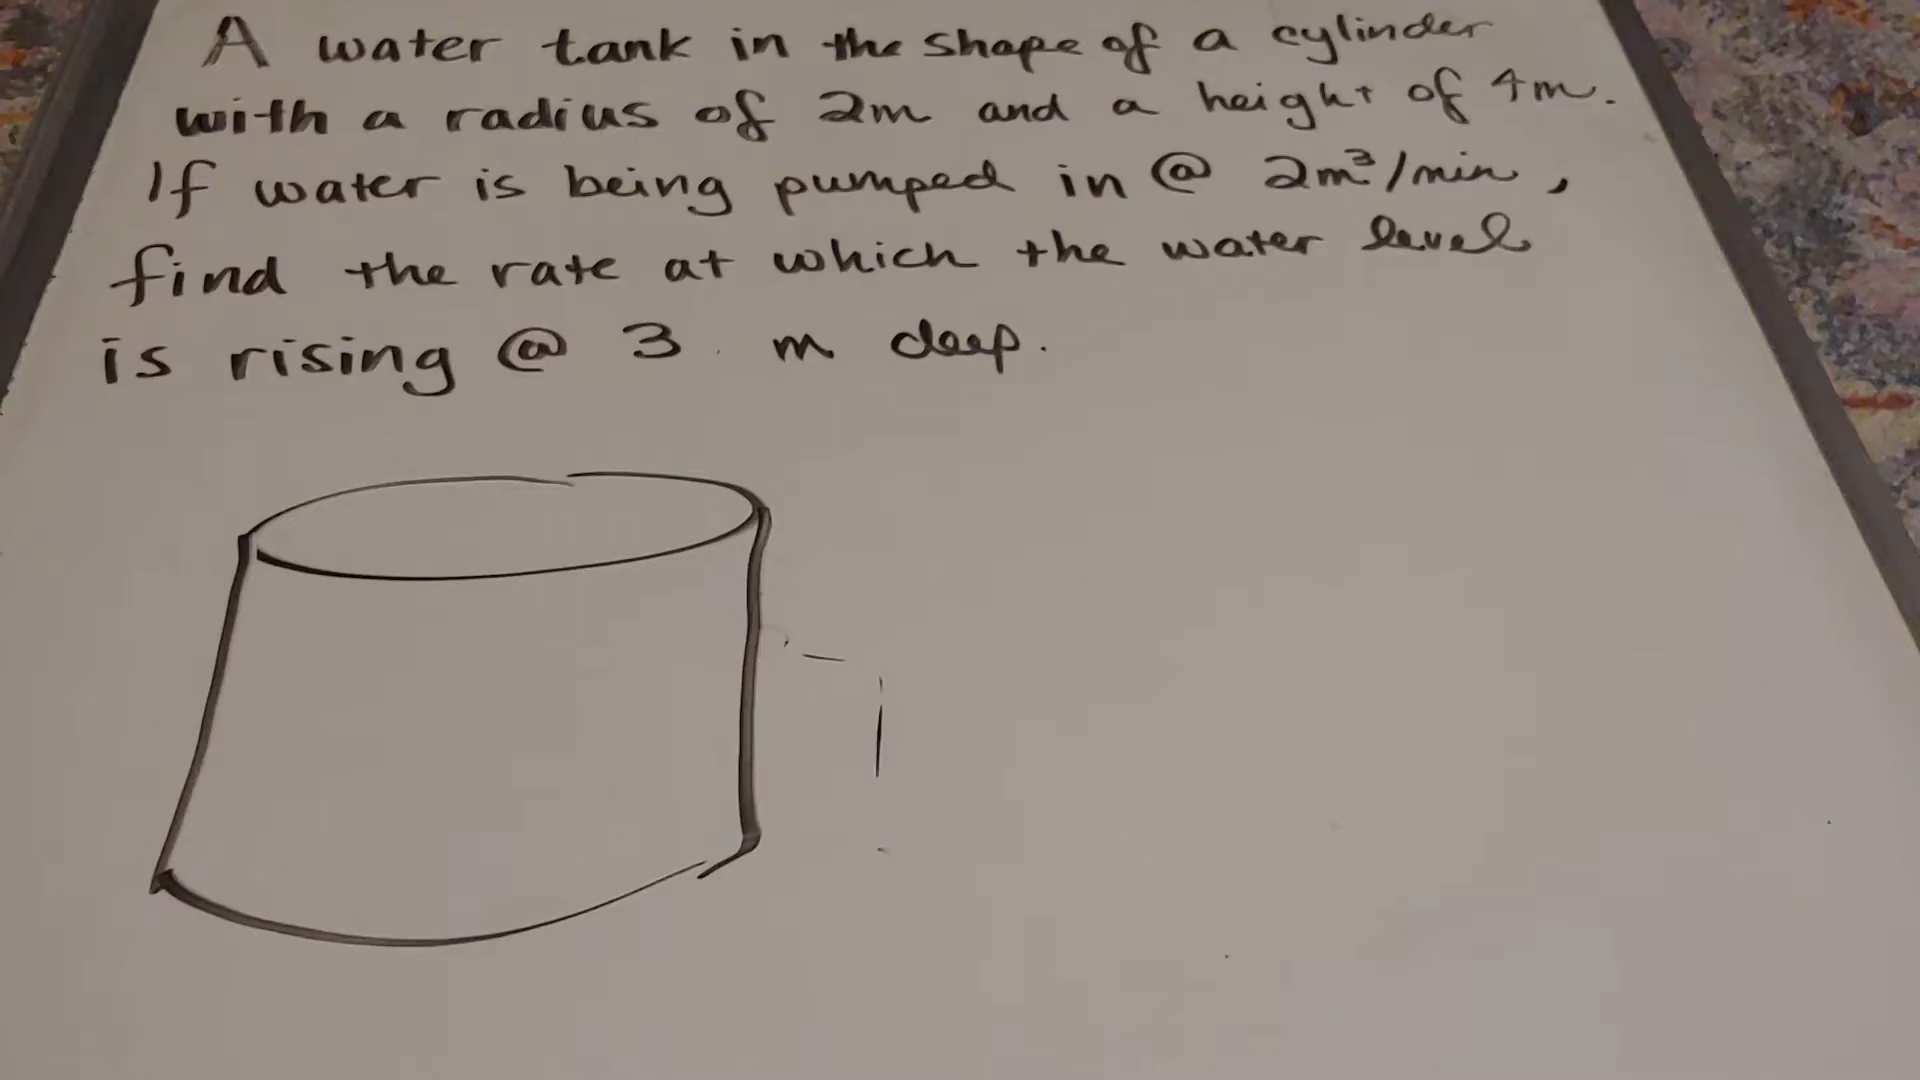 A water tank in the shape of a cylinder
with a radius of 2m and a height of 4m.
If water is being pumped in @ 2m³/min,
find the rate at which the water level
is rising @ 3 m deep.